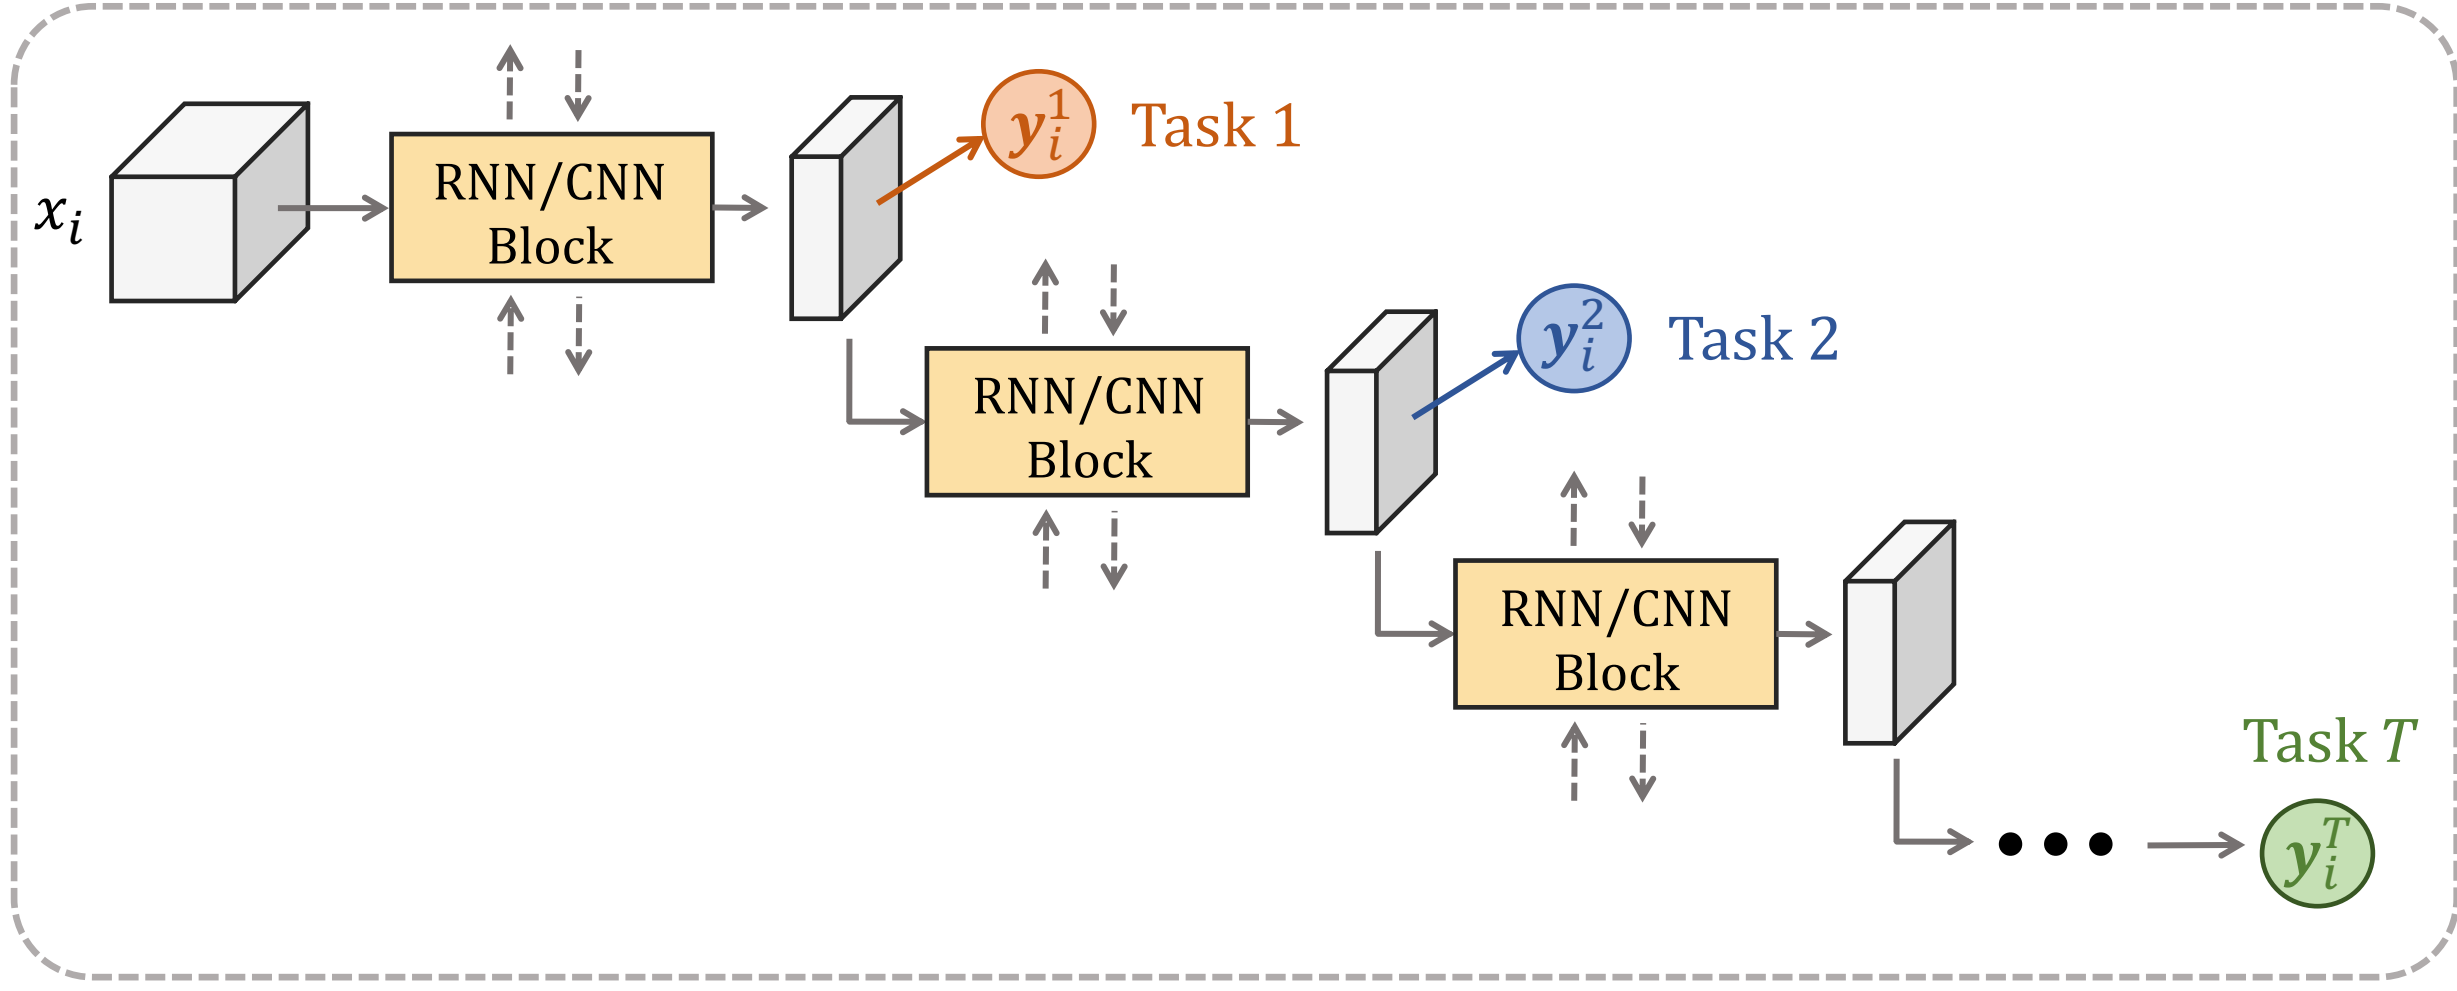 x_i
RNN/CNN
Block
y_i^1
Task 1
RNN/CNN
Block
y_i^2
Task 2
RNN/CNN
Block
Task T
y_i^T